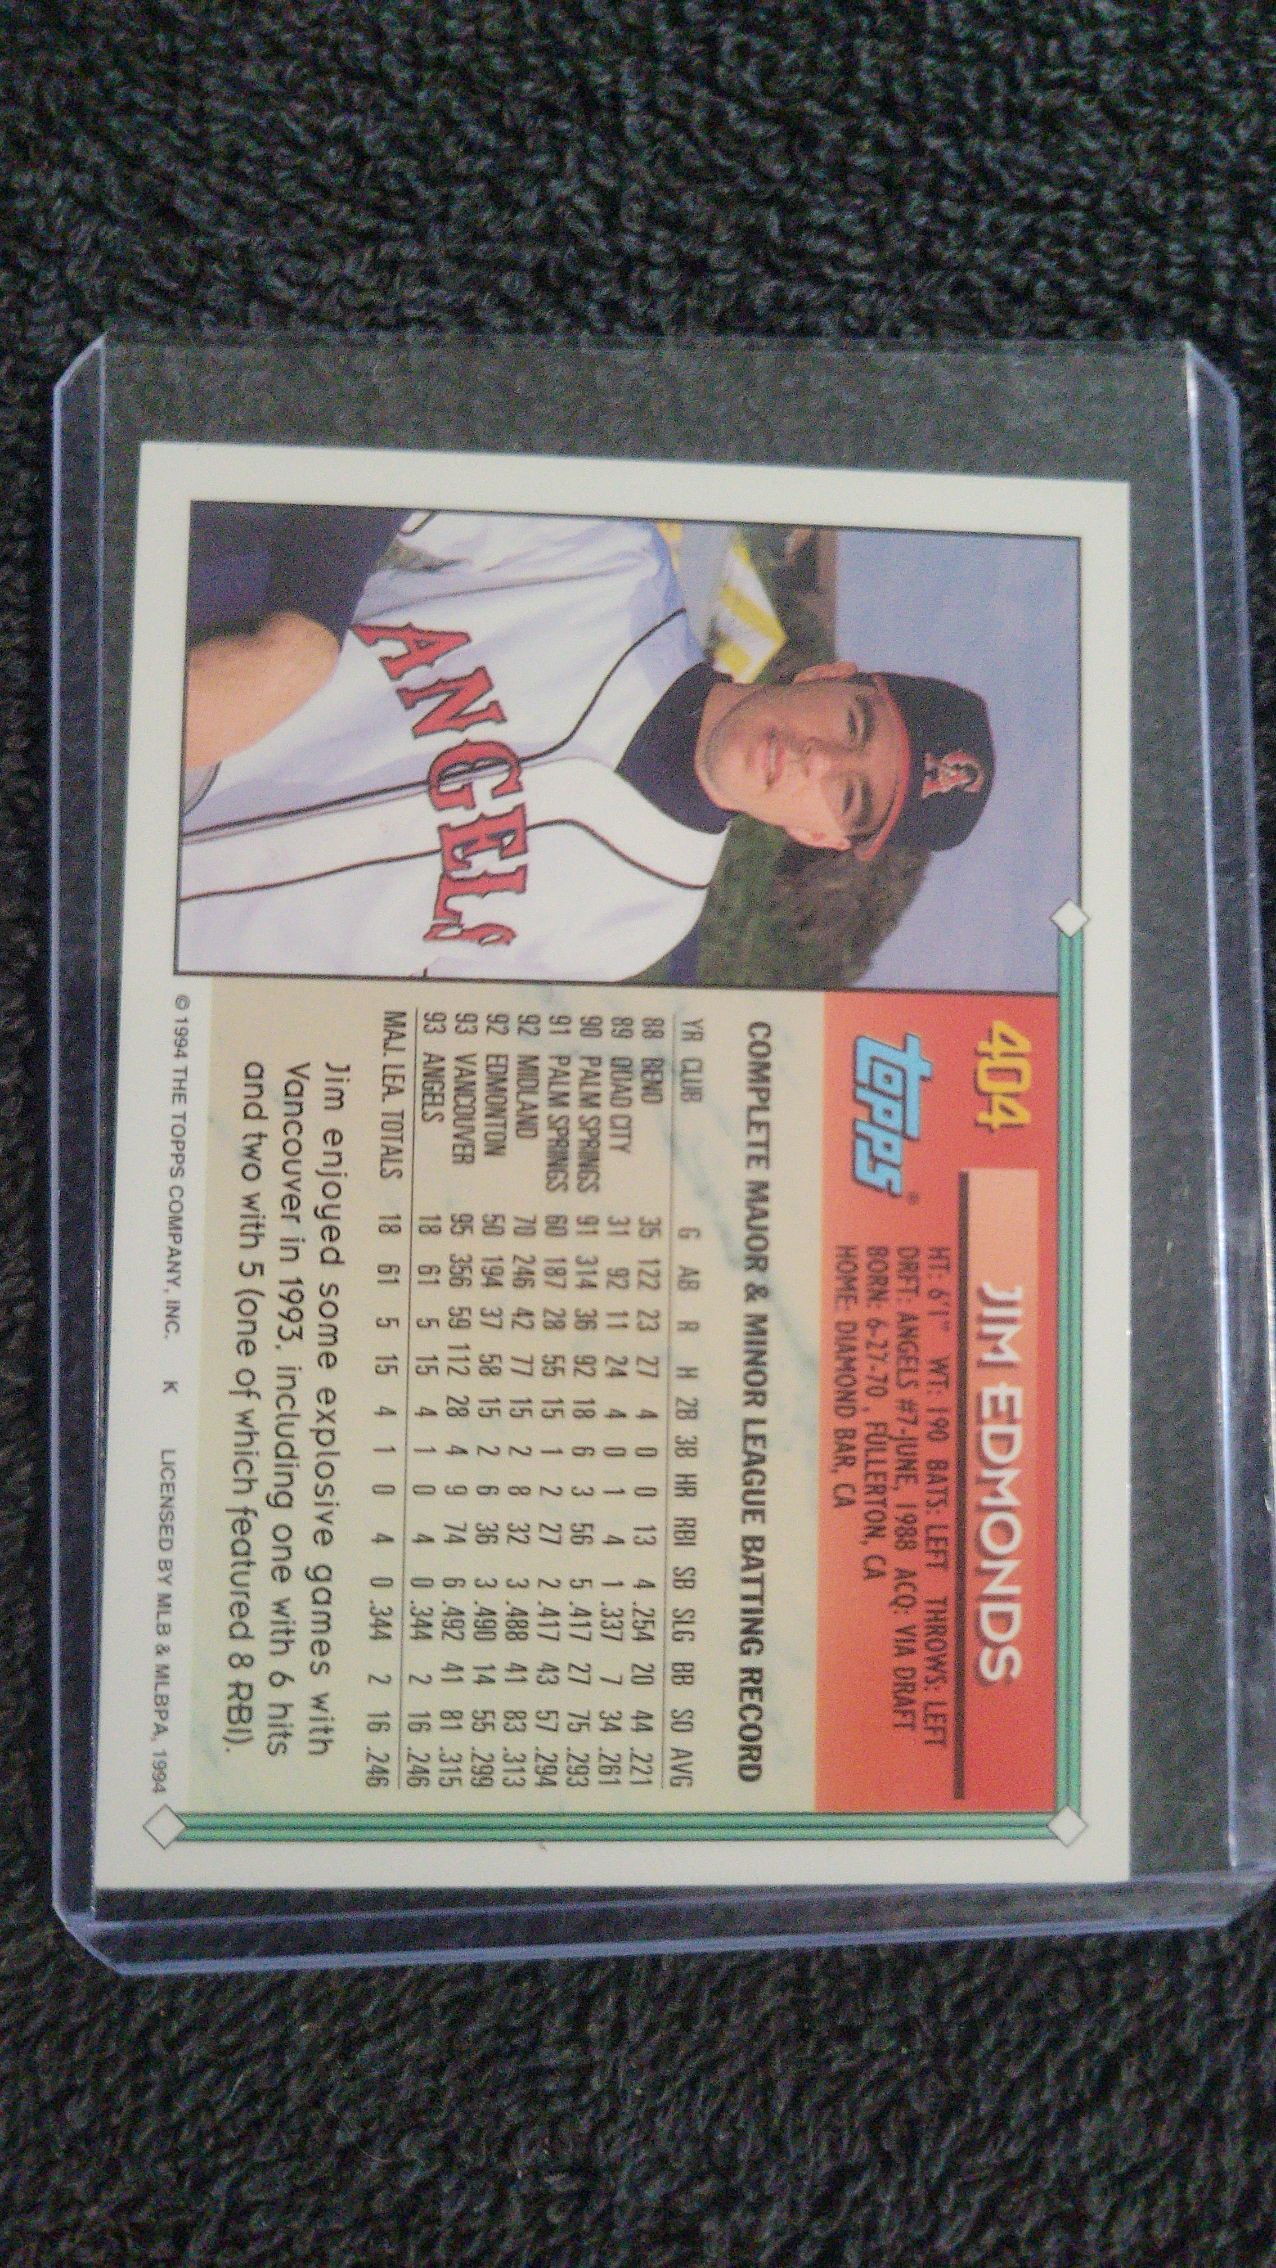 404
JIM EDMONDS
topps®
HT: 6'1" WT: 190 BATS: LEFT THROWS: LEFT
DRFT: ANGELS #7-JUNE, 1988 ACQ: VIA DRAFT
BORN: 6-27-70, FULLERTON, CA
HOME: DIAMOND BAR, CA
COMPLETE MAJOR & MINOR LEAGUE BATTING RECORD
YR CLUB G AB R H 2B 3B HR RBI SB SLG BB SO AVG
88 RENO 35 122 23 27 4 0 0 13 4 .254 20 44 .221
89 QUAD CITY 31 92 11 24 4 0 1 4 1 .337 7 34 .261
90 PALM SPRINGS 91 314 36 92 18 6 3 56 5 .417 27 75 .293
91 PALM SPRINGS 60 187 28 55 15 1 2 27 2 .417 43 57 .294
92 MIDLAND 70 246 42 77 15 2 8 32 3 .488 41 83 .313
92 EDMONTON 50 194 37 58 15 2 6 36 3 .490 14 55 .299
93 VANCOUVER 95 356 59 112 28 4 9 74 6 .492 41 81 .315
93 ANGELS 18 61 5 15 4 1 0 4 0 .344 2 16 .246
MAJ. LEA. TOTALS 18 61 5 15 4 1 0 4 0 .344 2 16 .246
Jim enjoyed some explosive games with
Vancouver in 1993, including one with 6 hits
and two with 5 (one of which featured 8 RBI).
© 1994 THE TOPPS COMPANY, INC. K LICENSED BY MLB & MLBPA, 1994
ANGELS
A